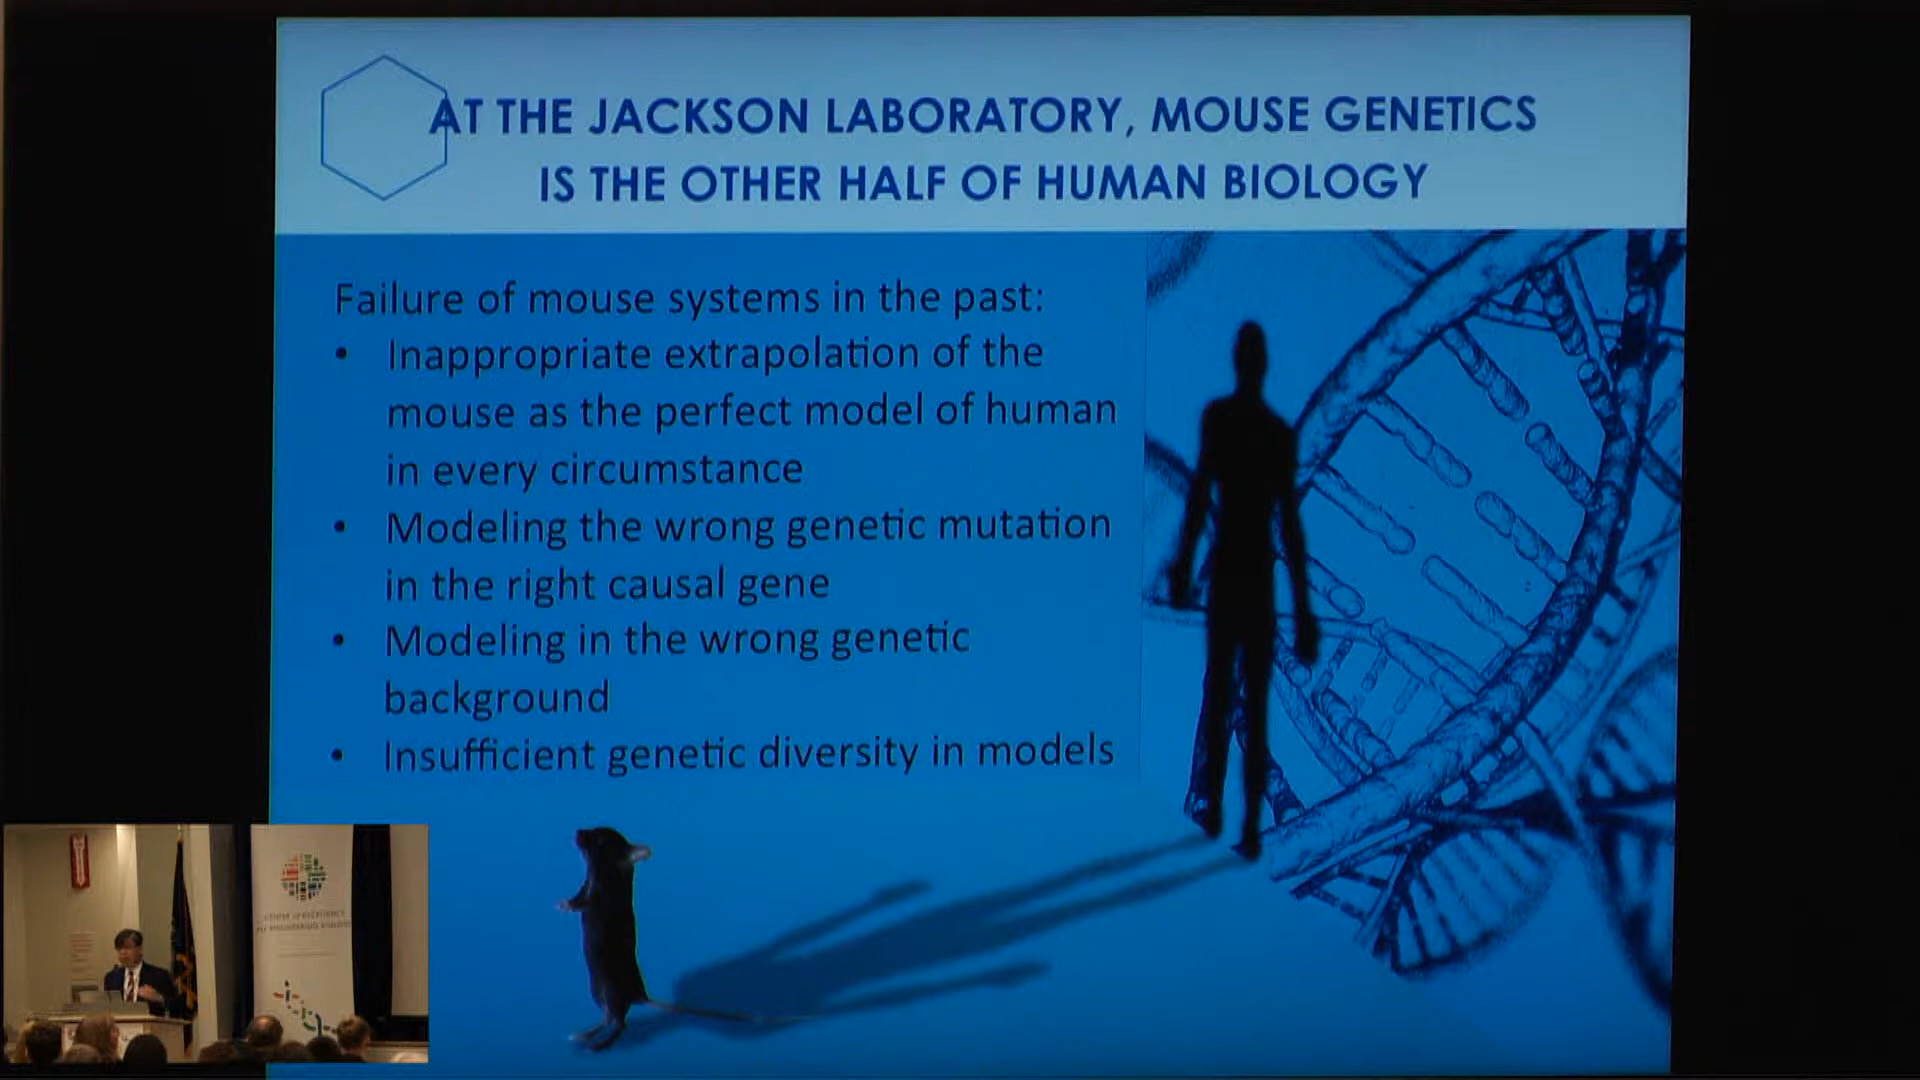 AT THE JACKSON LABORATORY, MOUSE GENETICS
IS THE OTHER HALF OF HUMAN BIOLOGY
Failure of mouse systems in the past:
• Inappropriate extrapolation of the
mouse as the perfect model of human
in every circumstance
• Modeling the wrong genetic mutation
in the right causal gene
• Modeling in the wrong genetic
background
• Insufficient genetic diversity in models